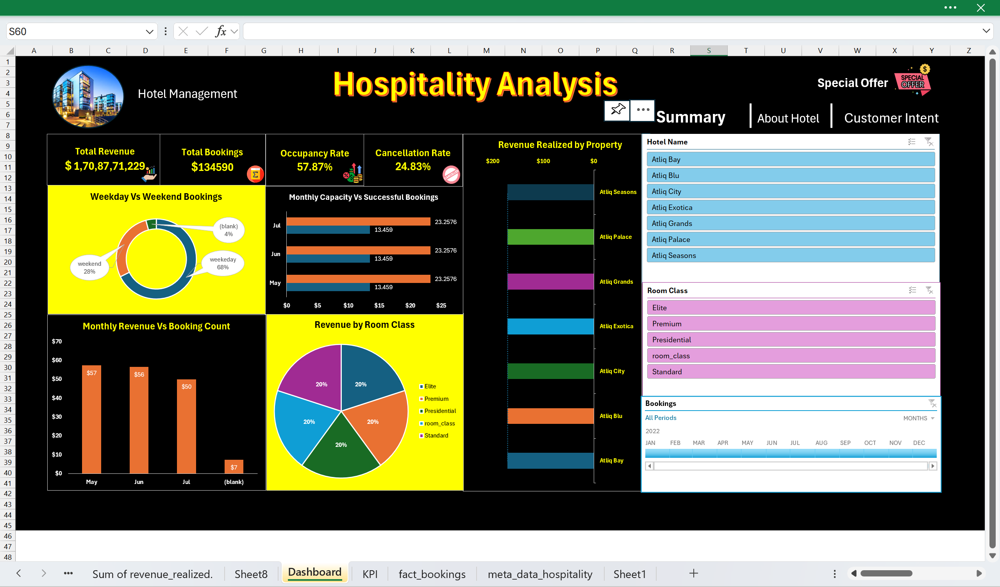 S60
fx
A B C D E F G H I J K L M N O P Q R S T U V W X Y Z
1
2
3
4
5
6
7
8
9
10
11
12
13
14
15
16
17
18
19
20
21
22
23
24
25
26
27
28
29
30
31
32
33
34
35
36
37
38
39
40
41
42
43
44
45
46
47
48
Hotel Management
Hospitality Analysis
Special Offer
SPECIAL
OFFER
$
Summary
About Hotel
Customer Intent
Total Revenue
$ 1,70,87,71,229
Total Bookings
$134590
Σ
Occupancy Rate
57.87%
%
Cancellation Rate
24.83%
CANCELLED
Weekday Vs Weekend Bookings
(blank)
4%
weekend
28%
weekeday
68%
Monthly Capacity Vs Successful Bookings
Jul
23.2576
13.459
Jun
23.2576
13.459
May
23.2576
13.459
$0 $5 $10 $15 $20 $25
Monthly Revenue Vs Booking Count
$70
$60
$50
$40
$30
$20
$10
$0
$57
$56
$50
$7
May Jun Jul (blank)
Revenue by Room Class
20%
20%
20%
20%
20%
Elite
Premium
Presidential
room_class
Standard
Revenue Realized by Property
$200 $100 $0
Atliq Seasons
Atliq Palace
Atliq Grands
Atliq Exotica
Atliq City
Atliq Blu
Atliq Bay
Hotel Name
Atliq Bay
Atliq Blu
Atliq City
Atliq Exotica
Atliq Grands
Atliq Palace
Atliq Seasons
Room Class
Elite
Premium
Presidential
room_class
Standard
Bookings
All Periods
MONTHS
2022
JAN FEB MAR APR MAY JUN JUL AUG SEP OCT NOV DEC
Sum of revenue_realized.
Sheet8
Dashboard
KPI
fact_bookings
meta_data_hospitality
Sheet1